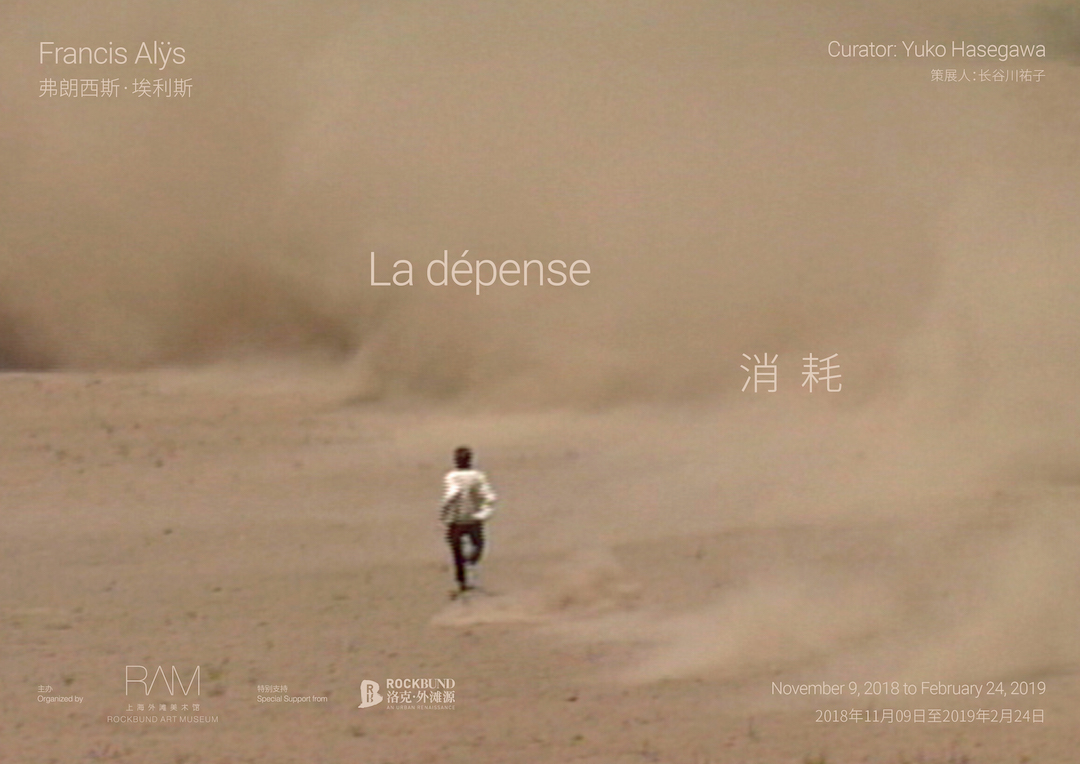 Francis Alÿs
弗朗西斯·埃利斯
Curator: Yuko Hasegawa
策展人：长谷川祐子
La dépense
消耗
主办
Organized by
RAM
上海外滩美术馆
ROCKBUND ART MUSEUM
特别支持
Special Support from
ROCKBUND
洛克·外滩源
AN URBAN RENAISSANCE
November 9, 2018 to February 24, 2019
2018年11月09日至2019年2月24日